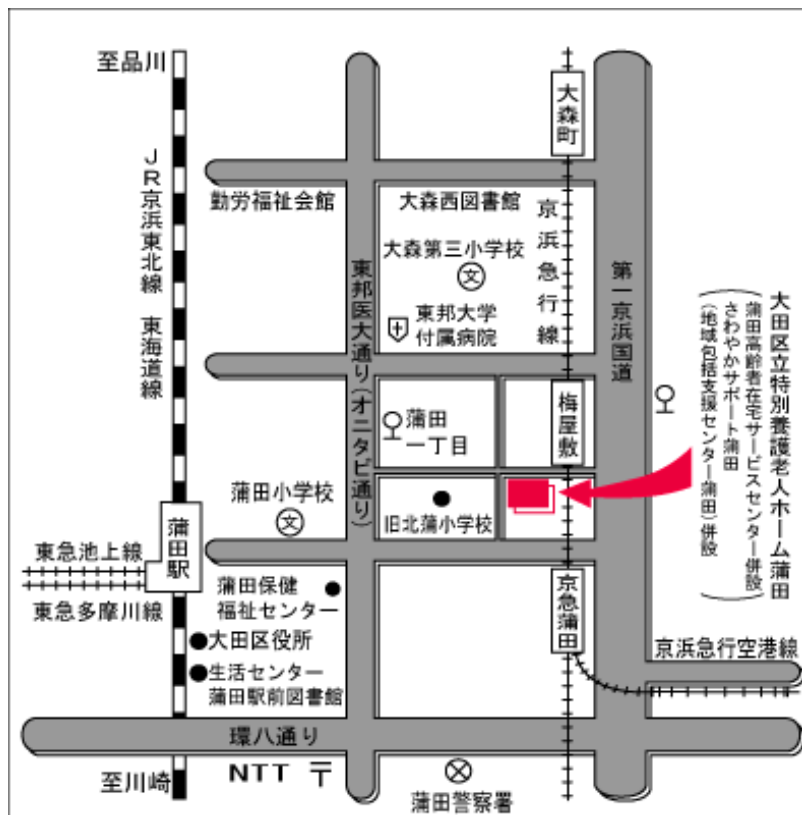 至品川
JR京浜東北線 東海道線
勤労福祉会館
大森西図書館
大森町
京浜急行線
大森第三小学校
文
東邦大学
付属病院
東邦医大通り(オニタビ通り)
第一京浜国道
大田区立特別養護老人ホーム蒲田
蒲田高齢者在宅サービスセンター併設
さわやかサポート蒲田
(地域包括支援センター蒲田)併設
蒲田
一丁目
梅屋敷
蒲田小学校
文
旧北蒲小学校
蒲田駅
東急池上線
東急多摩川線
蒲田保健
福祉センター
京急蒲田
大田区役所
京浜急行空港線
生活センター
蒲田駅前図書館
環八通り
至川崎
NTT 〒
蒲田警察署